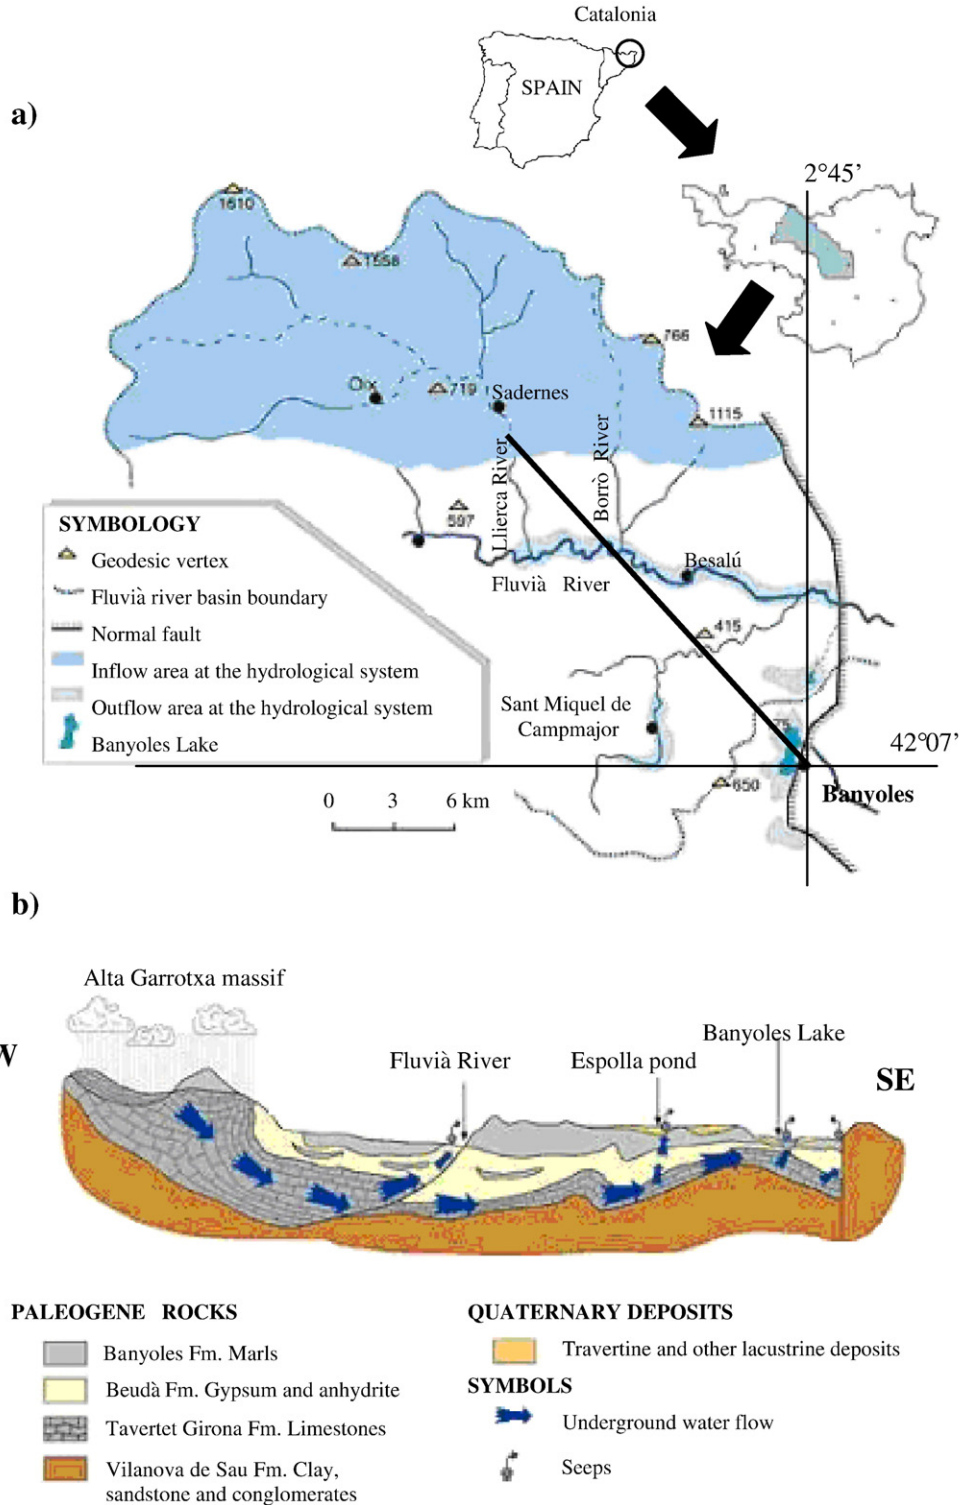 Catalonia
SPAIN
a)
2°45’
1610
1558
766
Oix
719
Sadernes
1115
Llierca River
Borrò River
SYMBOLOGY
Geodesic vertex
Fluvià river basin boundary
Normal fault
Inflow area at the hydrological system
Outflow area at the hydrological system
Banyoles Lake
597
Fluvià River
Besalú
415
Sant Miquel de
Campmajor
42°07’
650
Banyoles
0 3 6 km
b)
Alta Garrotxa massif
W
Fluvià River
Espolla pond
Banyoles Lake
SE
PALEOGENE ROCKS
Banyoles Fm. Marls
Beudà Fm. Gypsum and anhydrite
Tavertet Girona Fm. Limestones
Vilanova de Sau Fm. Clay,
sandstone and conglomerates
QUATERNARY DEPOSITS
Travertine and other lacustrine deposits
SYMBOLS
Underground water flow
Seeps